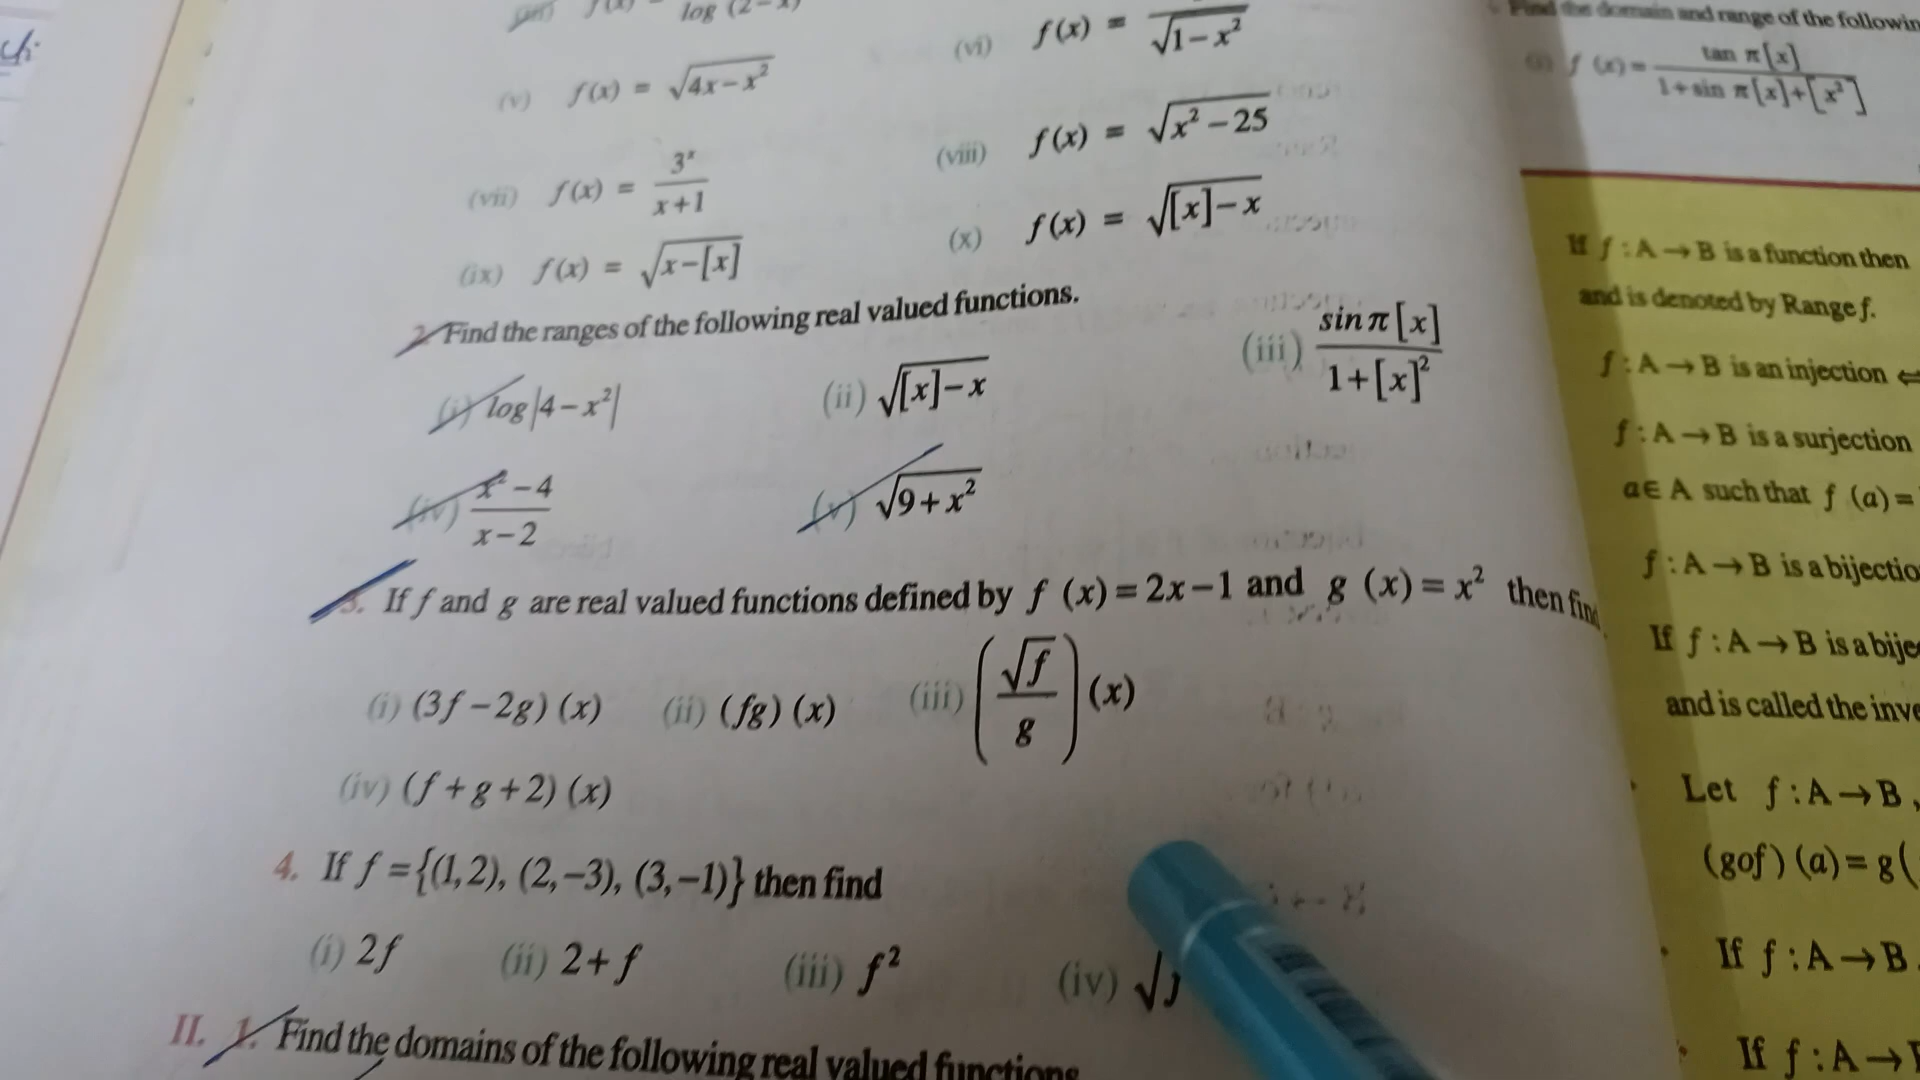 log (2-x)
(v) f(x) = √4x-x²
(vi) f(x) = √1-x²
(vii) f(x) = 3ˣ / x+1
(viii) f(x) = √x²-25
(ix) f(x) = √x-[x]
(x) f(x) = √[x]-x
2. Find the ranges of the following real valued functions.
(i) log|4-x²|
(ii) √[x]-x
(iii) sin π[x] / 1+[x]²
(iv) x²-4 / x-2
(v) √9+x²
3. If f and g are real valued functions defined by f (x)=2x-1 and g (x)=x² then find
(i) (3f-2g) (x) (ii) (fg) (x) (iii) (√f / g) (x)
(iv) (f+g+2) (x)
4. If f={(1,2), (2,-3), (3,-1)} then find
(i) 2f (ii) 2+f (iii) f² (iv) √
II. 1. Find the domains of the following real valued functions
Find the domain and range of the followin
f (x)= tan π[x] / 1+sin π[x]+[x²]
If f : A→B is a function then
and is denoted by Range f.
f : A→B is an injection ⇔
f : A→B is a surjection
a∈A such that f (a)=
f : A→B is a bijectio
If f : A→B is a bije
and is called the inve
Let f : A→B,
(gof) (a)=g(
If f : A→B
If f : A→